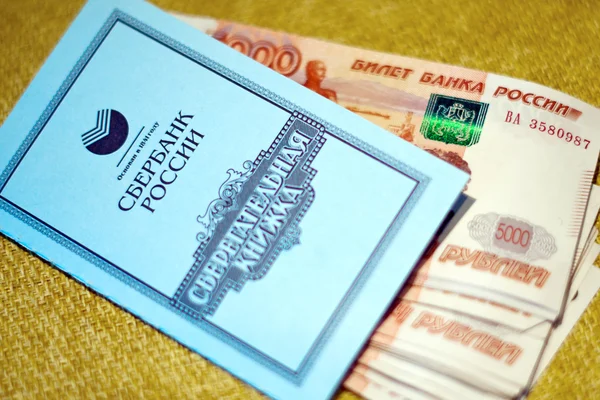 Основан в 1841 году
СБЕРБАНК
РОССИИ
СБЕРЕГАТЕЛЬНАЯ
КНИЖКА
5000
БИЛЕТ БАНКА РОССИИ
ВА 3580987
5000
РУБЛЕЙ
РУБЛЕЙ